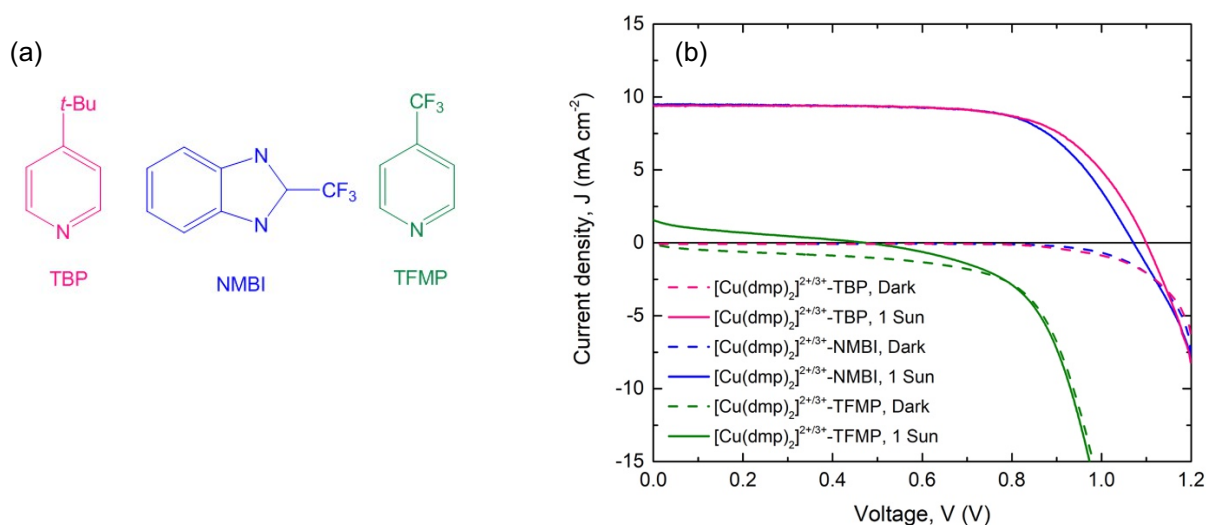 (a)
t-Bu
N
TBP
N
N
CF₃
NMBI
CF₃
N
TFMP
(b)
Current density, J (mA cm⁻²)
15
10
5
0
-5
-10
-15
[Cu(dmp)₂]²⁺/³⁺-TBP, Dark
[Cu(dmp)₂]²⁺/³⁺-TBP, 1 Sun
[Cu(dmp)₂]²⁺/³⁺-NMBI, Dark
[Cu(dmp)₂]²⁺/³⁺-NMBI, 1 Sun
[Cu(dmp)₂]²⁺/³⁺-TFMP, Dark
[Cu(dmp)₂]²⁺/³⁺-TFMP, 1 Sun
0.0 0.2 0.4 0.6 0.8 1.0 1.2
Voltage, V (V)